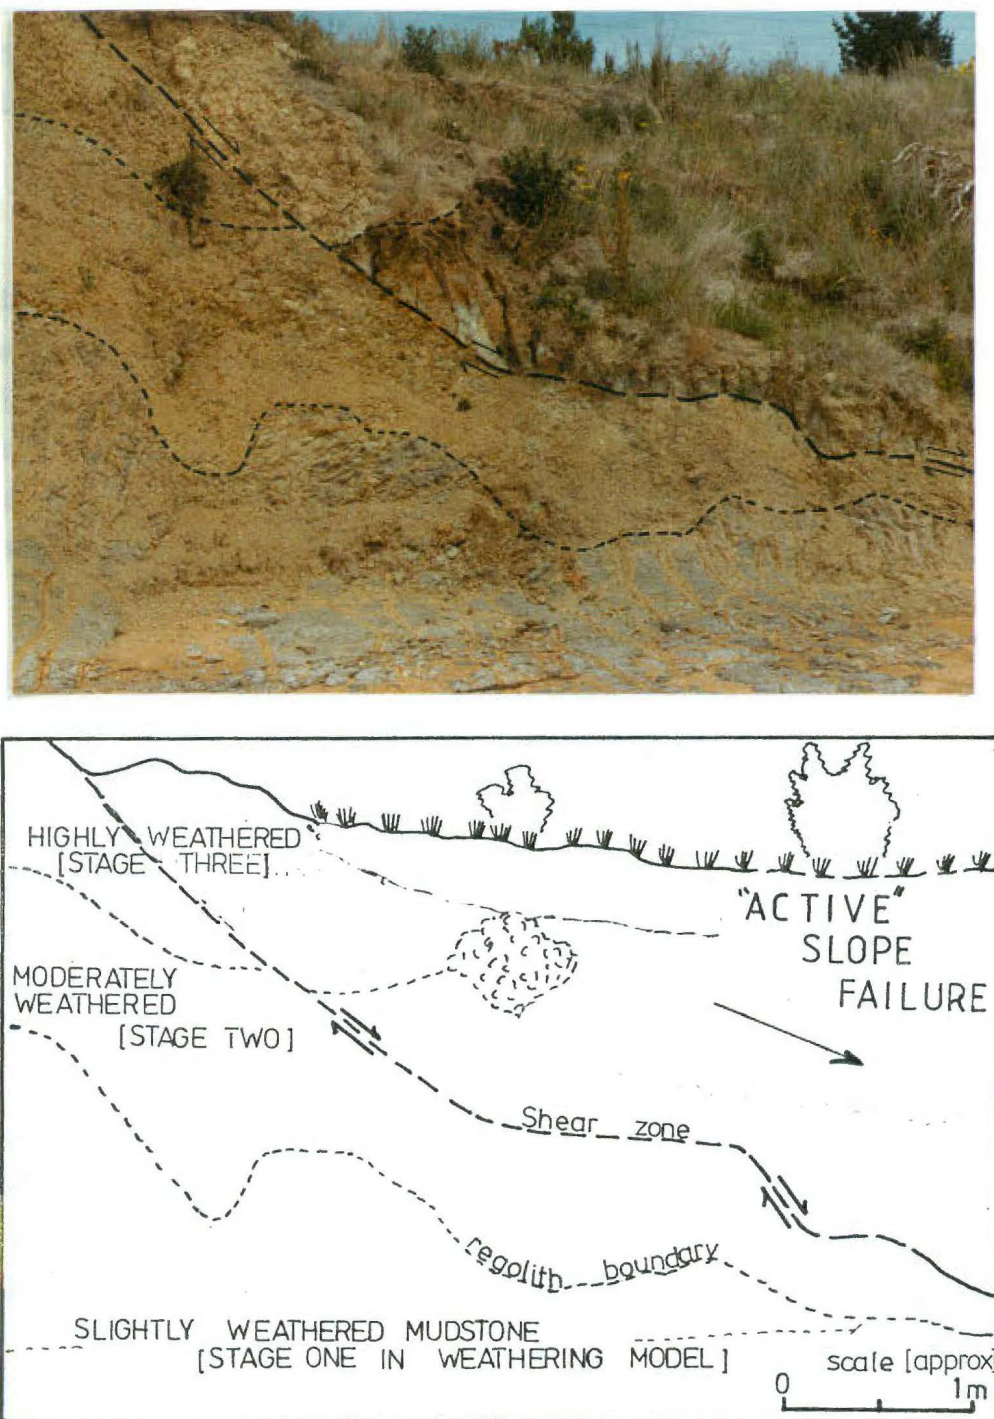 HIGHLY WEATHERED
[STAGE THREE]
"ACTIVE"
SLOPE
FAILURE
MODERATELY
WEATHERED
[STAGE TWO]
Shear zone
regolith boundary
SLIGHTLY WEATHERED MUDSTONE
[STAGE ONE IN WEATHERING MODEL]
scale [approx]
0 1m